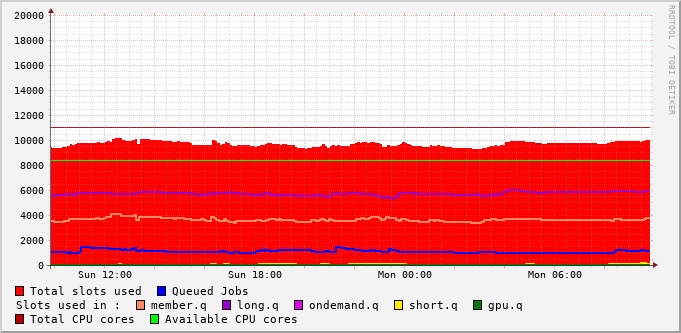 20000
18000
16000
14000
12000
10000
8000
6000
4000
2000
0
Sun 12:00 Sun 18:00 Mon 00:00 Mon 06:00
RRDTOOL / TOBI OETIKER
Total slots used Queued Jobs
Slots used in : member.q long.q ondemand.q short.q gpu.q
Total CPU cores Available CPU cores